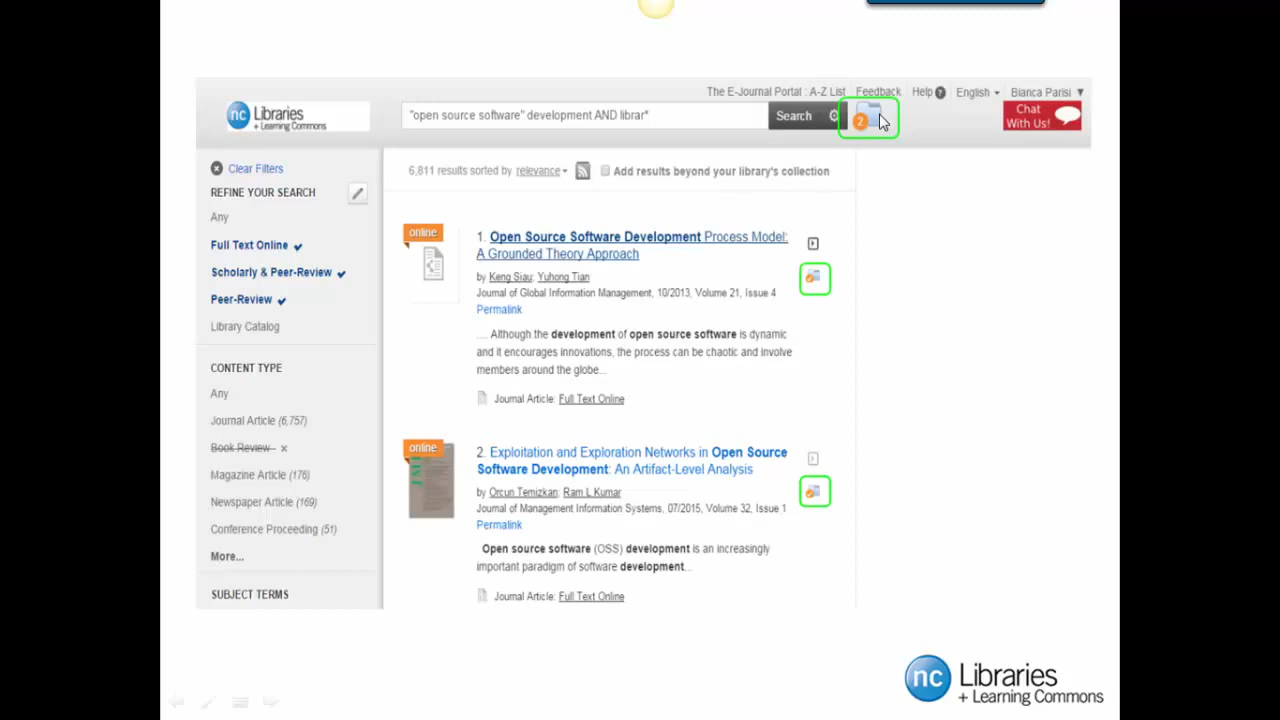 The E-Journal Portal : A-Z List Feedback Help ? English Bianca Parisi
nc Libraries
+ Learning Commons
"open source software" development AND librar*
Search
2
Chat
With Us!
Clear Filters
REFINE YOUR SEARCH
Any
Full Text Online
Scholarly & Peer-Review
Peer-Review
Library Catalog
CONTENT TYPE
Any
Journal Article (6,757)
Book Review
Magazine Article (176)
Newspaper Article (169)
Conference Proceeding (51)
More...
SUBJECT TERMS
6,811 results sorted by relevance
Add results beyond your library's collection
online
1. Open Source Software Development Process Model:
A Grounded Theory Approach
by Keng Siau; Yuhong Tian
Journal of Global Information Management, 10/2013, Volume 21, Issue 4
Permalink
.... Although the development of open source software is dynamic
and it encourages innovations, the process can be chaotic and involve
members around the globe...
Journal Article: Full Text Online
online
2. Exploitation and Exploration Networks in Open Source
Software Development: An Artifact-Level Analysis
by Orcun Temizkan; Ram L Kumar
Journal of Management Information Systems, 07/2015, Volume 32, Issue 1
Permalink
Open source software (OSS) development is an increasingly
important paradigm of software development...
Journal Article: Full Text Online
nc Libraries
+ Learning Commons